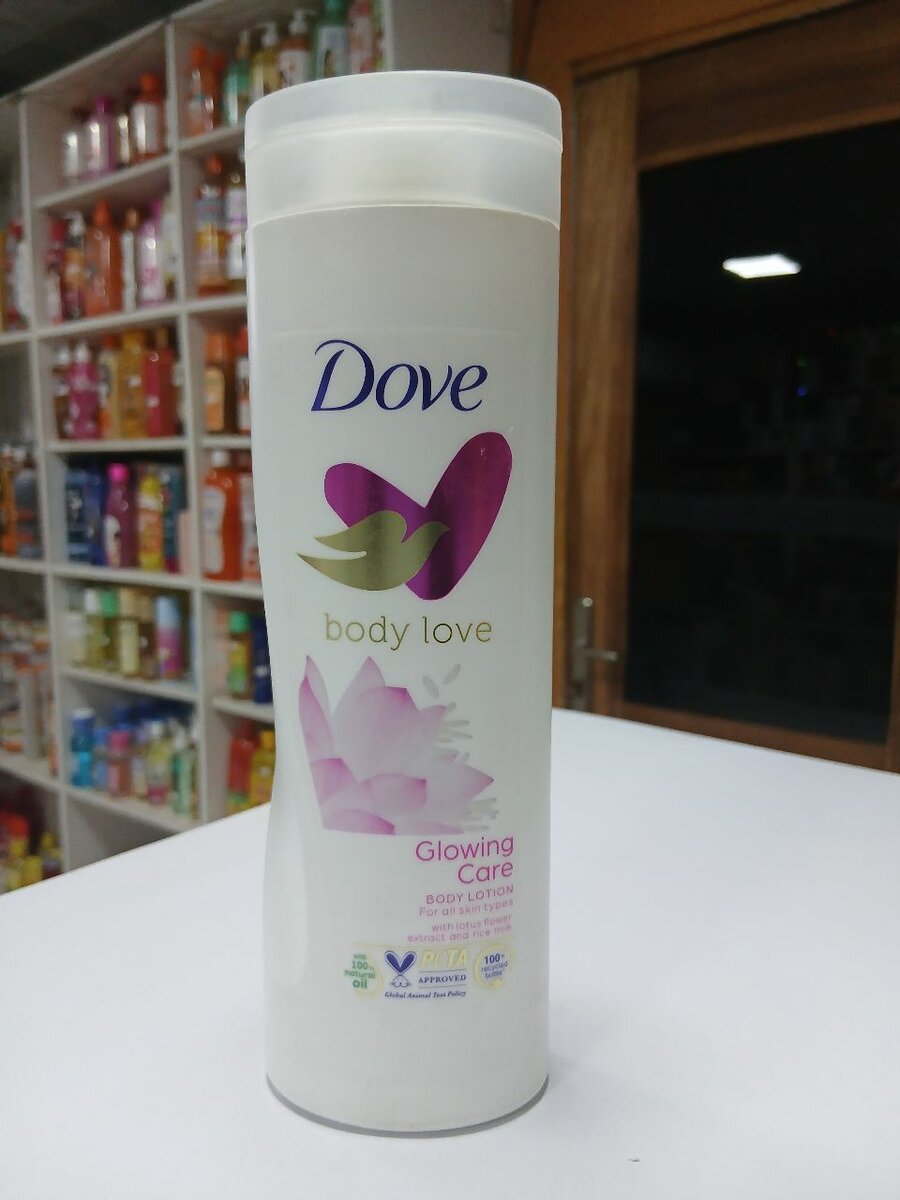 Dove
body love
Glowing
Care
BODY LOTION
For all skin types
with lotus flower
extract and rice milk
with
100%
natural
oil
PETA
APPROVED
Global Animal Test Policy
100%
recycled
bottle